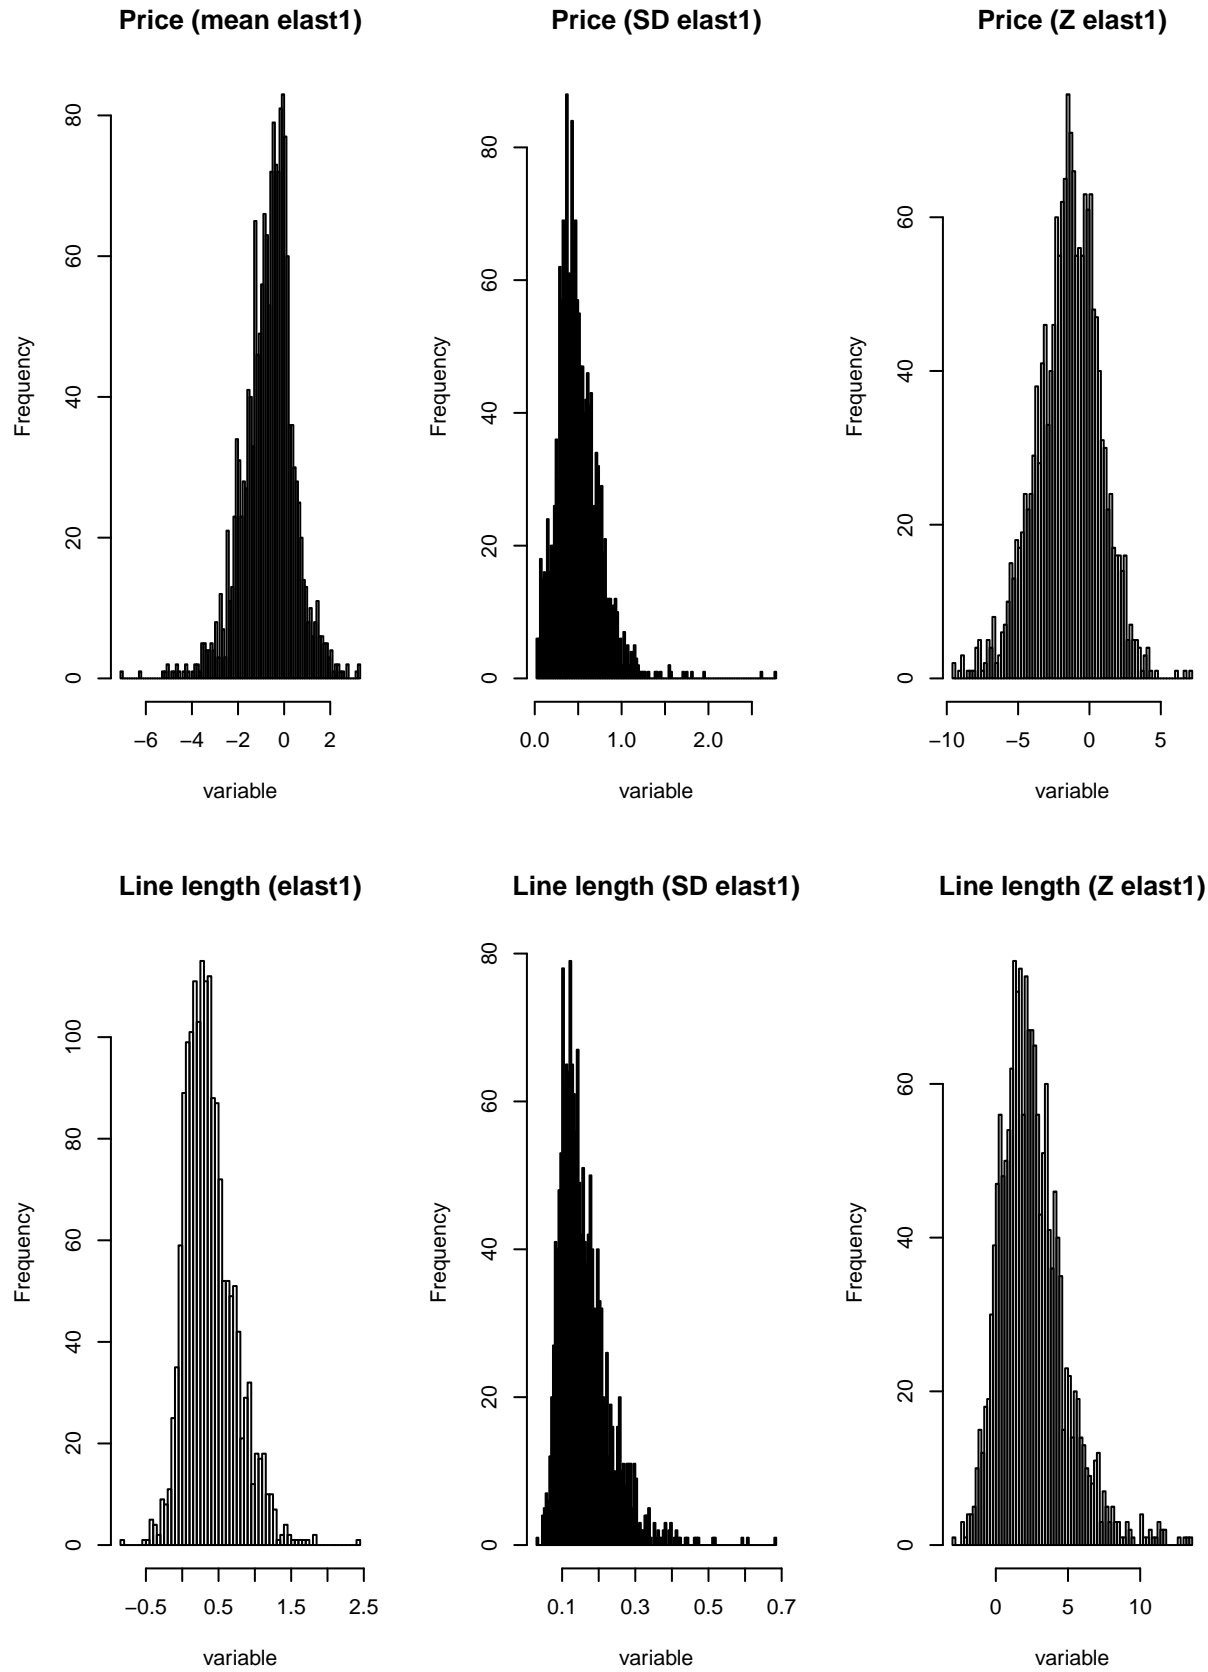 Price (mean elast1)
Frequency
80
60
40
20
0
−6 −4 −2 0 2
variable
Price (SD elast1)
Frequency
80
60
40
20
0
0.0 1.0 2.0
variable
Price (Z elast1)
Frequency
60
40
20
0
−10 −5 0 5
variable
Line length (elast1)
Frequency
100
80
60
40
20
0
−0.5 0.5 1.5 2.5
variable
Line length (SD elast1)
Frequency
80
60
40
20
0
0.1 0.3 0.5 0.7
variable
Line length (Z elast1)
Frequency
60
40
20
0
0 5 10
variable